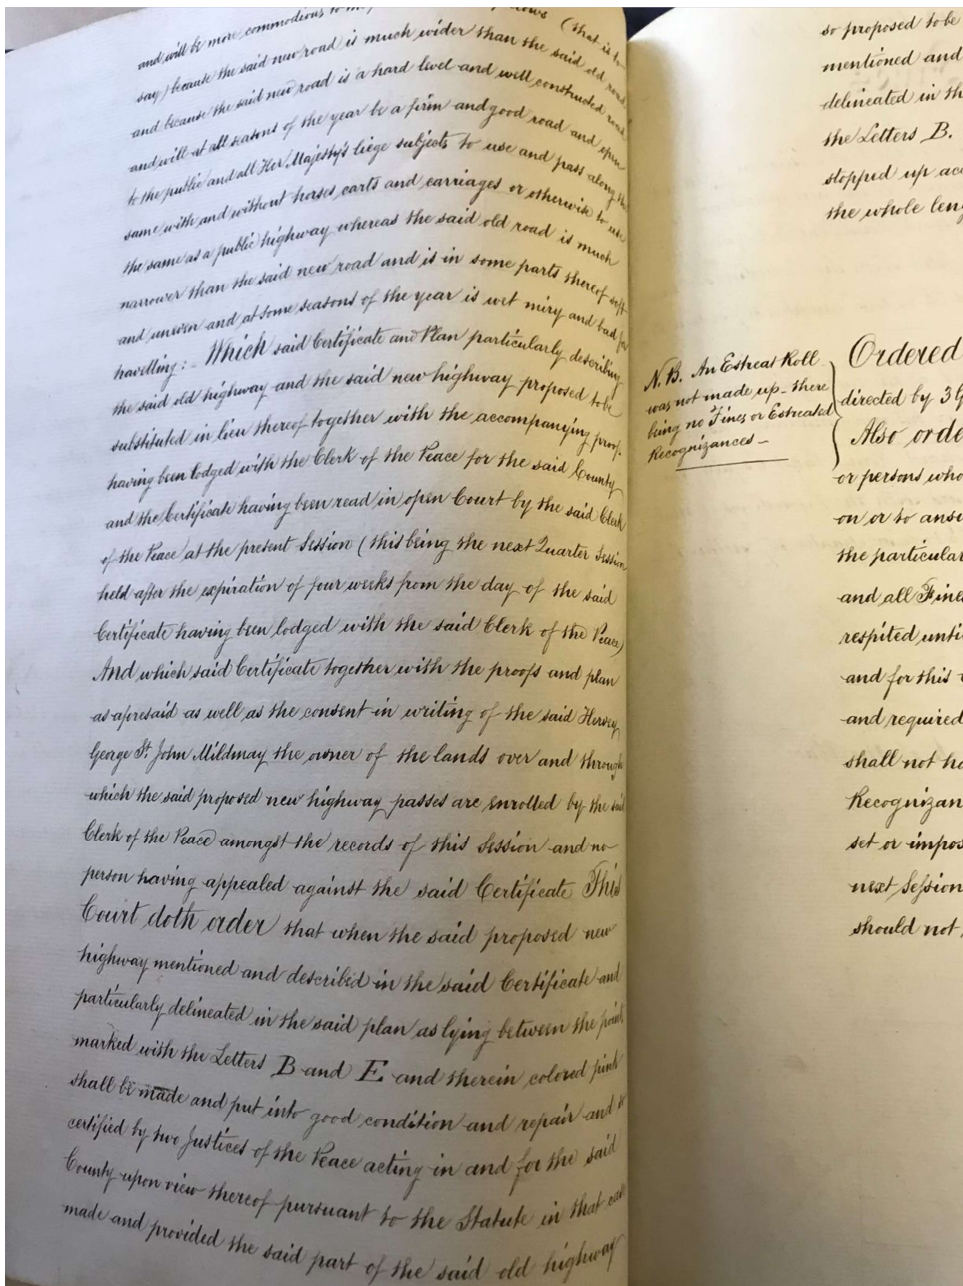 and will be more commodious to the follows (that is to
say) because the said new road is much wider than the said old road
and because the said new road is a hard level and well constructed road
and will at all seasons of the year be a firm and good road and open
to the public and all Her Majesty's liege subjects to use and pass along the
same with and without horses carts and carriages or otherwise to use
the same as a public highway whereas the said old road is much
narrower than the said new road and is in some parts thereof soft
and uneven and at some seasons of the year is wet miry and bad for
travelling :- Which said Certificate and Plan particularly describing
the said old highway and the said new highway proposed to be
substituted in lieu thereof together with the accompanying proof
having been lodged with the Clerk of the Peace for the said County
and the Certificate having been read in open Court by the said Clerk
of the Peace at the present Session (this being the next Quarter Session
held after the expiration of four weeks from the day of the said
Certificate having been lodged with the said Clerk of the Peace)
And which said Certificate together with the proofs and plan
as aforesaid as well as the consent in writing of the said Hervey
George St. John Mildmay the owner of the lands over and through
which the said proposed new highway passes are enrolled by the said
Clerk of the Peace amongst the records of this Session and no
person having appealed against the said Certificate This
Court doth order that when the said proposed new
highway mentioned and described in the said Certificate and
particularly delineated in the said plan as lying between the point
marked with the Letters B and E and therein colored pink
shall be made and put into good condition and repair and so
certified by two Justices of the Peace acting in and for the said
County upon view thereof pursuant to the Statute in that case
made and provided the said part of the said old highway
so proposed to be
mentioned and
delineated in th
the Letters B.
stopped up acc
the whole leng
N.B. An Estreat Roll
was not made up - there
being no Fines or Estreated
Recognizances -
Ordered
directed by 3 G
Also orde
or persons who
on or to ans
the particular
and all Fines
respited unti
and for this
and required
shall not ha
Recognizan
set or impos
next Session
should not